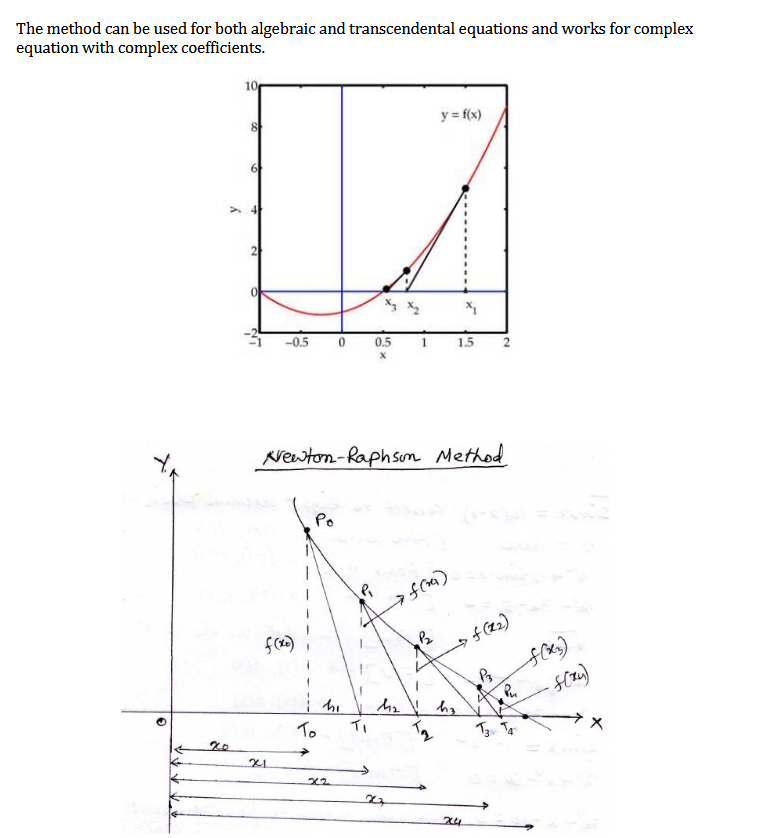 The method can be used for both algebraic and transcendental equations and works for complex
equation with complex coefficients.
10
y = f(x)
8
6
y 4
2
0
x₃ x₂ x₁
-2
-1 -0.5 0 0.5 1 1.5 2
x
Newton-Raphson Method
Y
P₀
P₁ f(x₁)
f(x₀) P₂ f(x₂)
P₃ f(x₃)
P₄ f(x₄)
h₁ h₂ h₃
O T₀ T₁ T₂ T₃ T₄ X
x₀
x₁
x₂
x₃
x₄